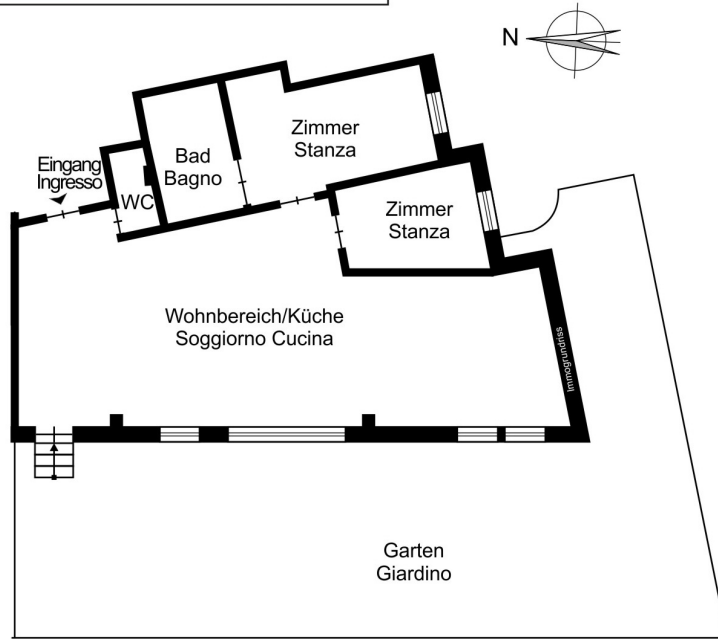 N
Zimmer
Stanza
Eingang
Ingresso
Bad
Bagno
WC
Zimmer
Stanza
Wohnbereich/Küche
Soggiorno Cucina
Immogrundriss
Garten
Giardino